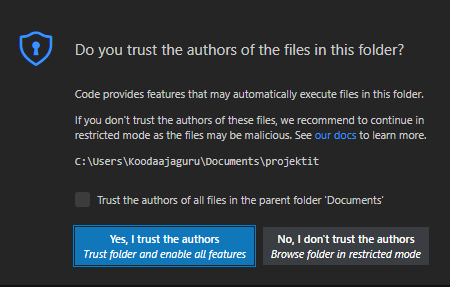 Do you trust the authors of the files in this folder?
Code provides features that may automatically execute files in this folder.
If you don't trust the authors of these files, we recommend to continue in
restricted mode as the files may be malicious. See our docs to learn more.
C:\Users\Koodaajaguru\Documents\projektit
Trust the authors of all files in the parent folder 'Documents'
Yes, I trust the authors
Trust folder and enable all features
No, I don't trust the authors
Browse folder in restricted mode